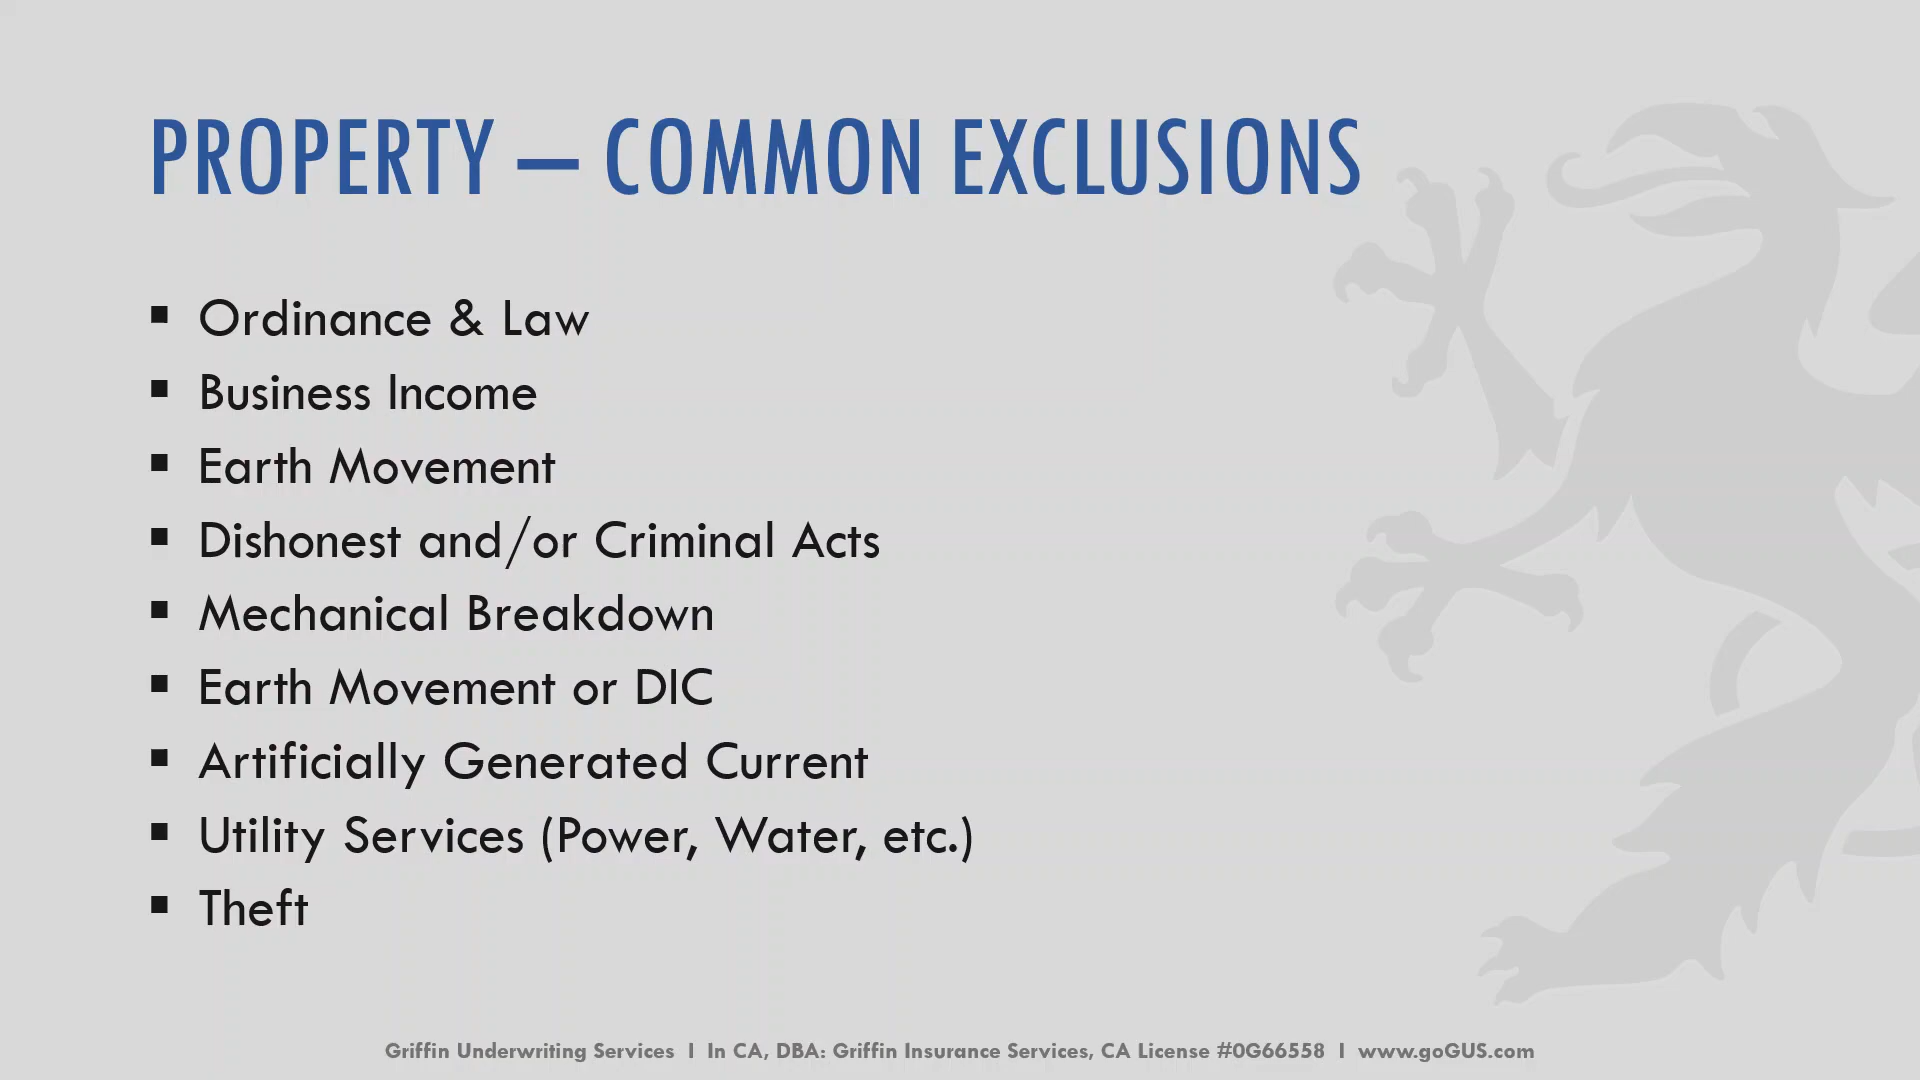 PROPERTY – COMMON EXCLUSIONS
▪ Ordinance & Law
▪ Business Income
▪ Earth Movement
▪ Dishonest and/or Criminal Acts
▪ Mechanical Breakdown
▪ Earth Movement or DIC
▪ Artificially Generated Current
▪ Utility Services (Power, Water, etc.)
▪ Theft
Griffin Underwriting Services I In CA, DBA: Griffin Insurance Services, CA License #0G66558 I www.goGUS.com